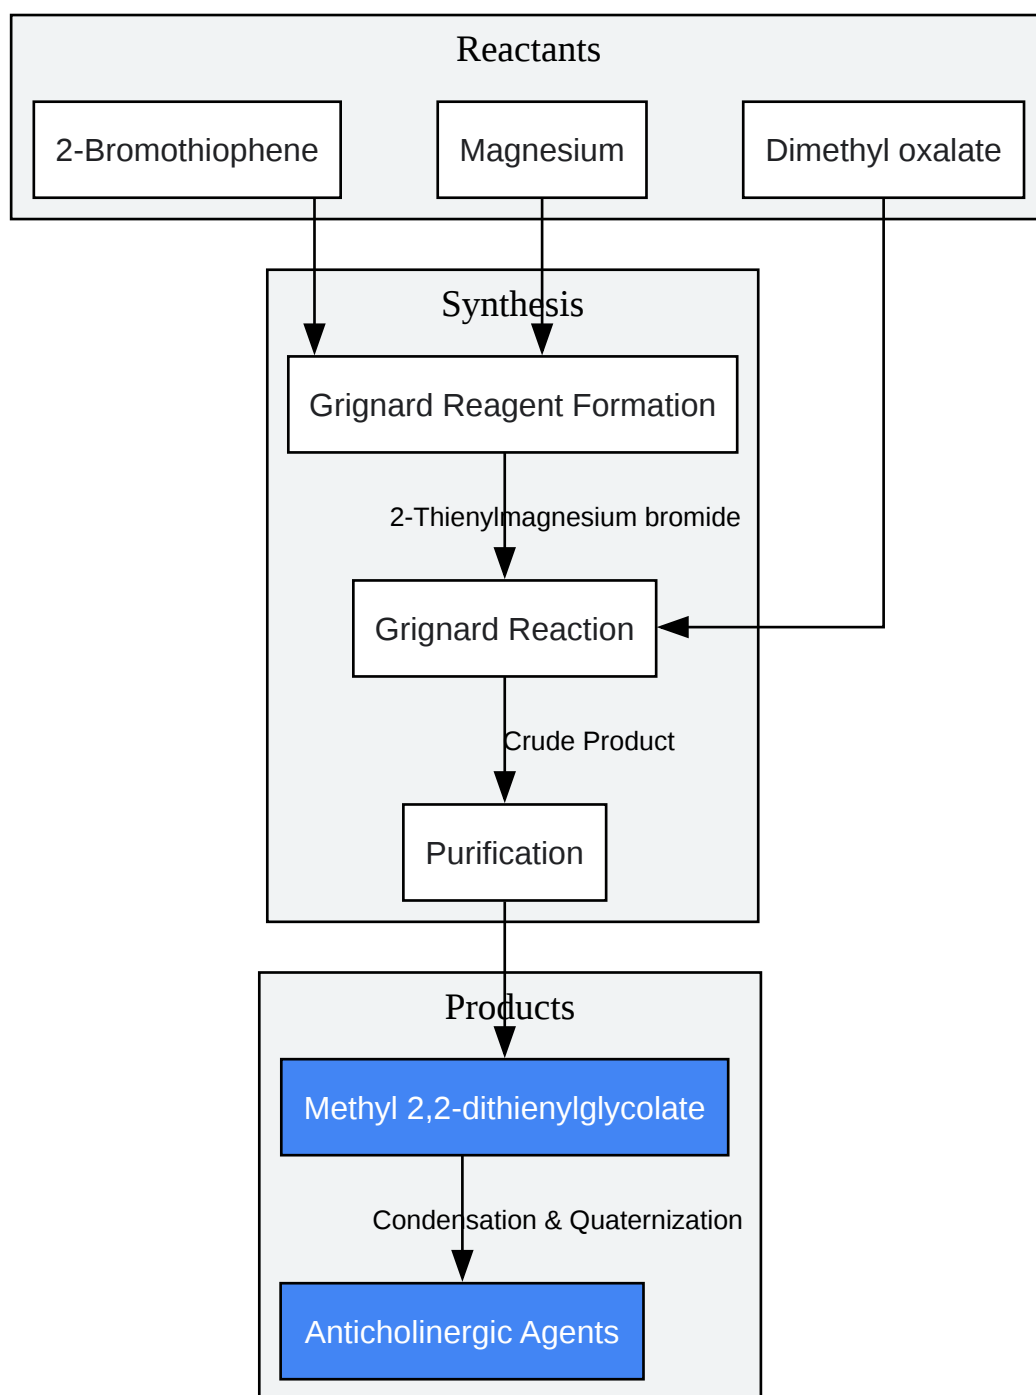 Reactants
2-Bromothiophene
Magnesium
Dimethyl oxalate
Synthesis
Grignard Reagent Formation
2-Thienylmagnesium bromide
Grignard Reaction
Crude Product
Purification
Products
Methyl 2,2-dithienylglycolate
Condensation & Quaternization
Anticholinergic Agents